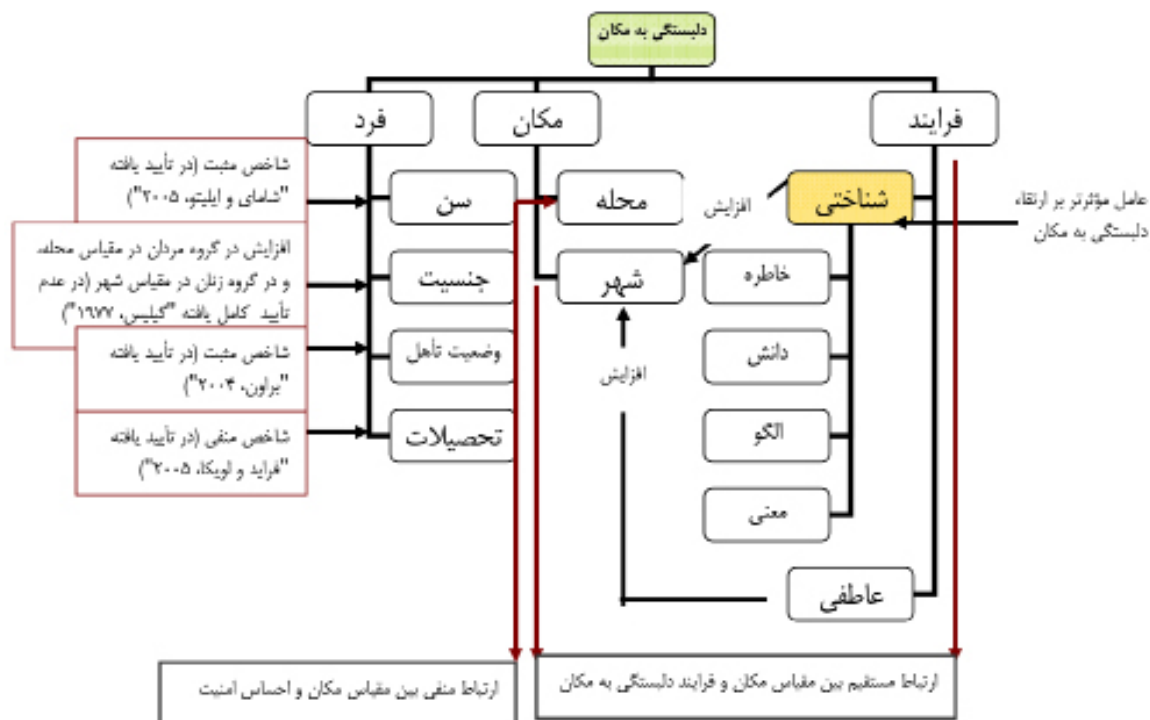 دلبستگی به مکان
فرایند
مکان
فرد
شناختی
عامل مؤثرتر بر ارتقاء
دلبستگی به مکان
افزایش
محله
سن
شاخص مثبت (در تأیید یافته
"شامای و ایلیتو، ۲۰۰۵")
خاطره
شهر
جنسیت
افزایش در گروه مردان در مقیاس محله،
و در گروه زنان در مقیاس شهر (در عدم
تأیید کامل یافته "گیلیس، ۱۹۷۷")
دانش
افزایش
وضعیت تأهل
شاخص مثبت (در تأیید یافته
"براون، ۲۰۰۴")
الگو
تحصیلات
شاخص منفی (در تأیید یافته
"فراید و لویکا، ۲۰۰۵")
معنی
عاطفی
ارتباط مستقیم بین مقیاس مکان و فرایند دلبستگی به مکان
ارتباط منفی بین مقیاس مکان و احساس امنیت